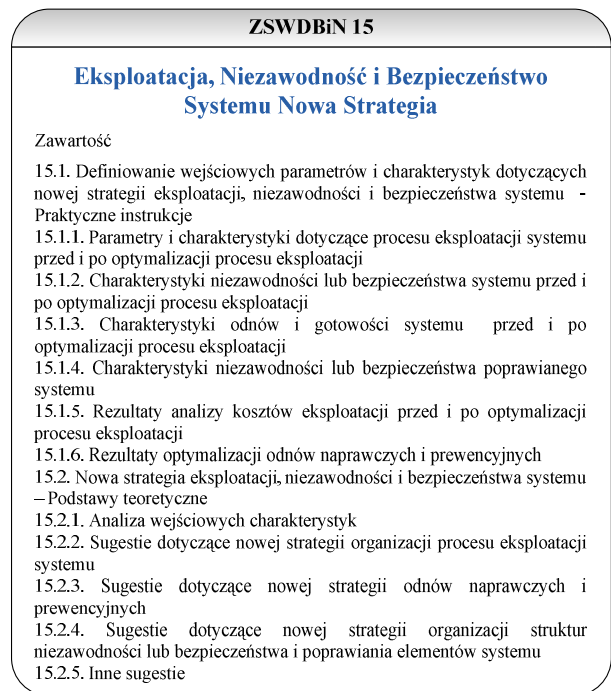 ZSWDBiN 15
Eksploatacja, Niezawodność i Bezpieczeństwo
Systemu Nowa Strategia
Zawartość
15.1. Definiowanie wejściowych parametrów i charakterystyk dotyczących
nowej strategii eksploatacji, niezawodności i bezpieczeństwa systemu -
Praktyczne instrukcje
15.1.1. Parametry i charakterystyki dotyczące procesu eksploatacji systemu
przed i po optymalizacji procesu eksploatacji
15.1.2. Charakterystyki niezawodności lub bezpieczeństwa systemu przed i
po optymalizacji procesu eksploatacji
15.1.3. Charakterystyki odnów i gotowości systemu przed i po
optymalizacji procesu eksploatacji
15.1.4. Charakterystyki niezawodności lub bezpieczeństwa poprawianego
systemu
15.1.5. Rezultaty analizy kosztów eksploatacji przed i po optymalizacji
procesu eksploatacji
15.1.6. Rezultaty optymalizacji odnów naprawczych i prewencyjnych
15.2. Nowa strategia eksploatacji, niezawodności i bezpieczeństwa systemu
– Podstawy teoretyczne
15.2.1. Analiza wejściowych charakterystyk
15.2.2. Sugestie dotyczące nowej strategii organizacji procesu eksploatacji
systemu
15.2.3. Sugestie dotyczące nowej strategii odnów naprawczych i
prewencyjnych
15.2.4. Sugestie dotyczące nowej strategii organizacji struktur
niezawodności lub bezpieczeństwa i poprawiania elementów systemu
15.2.5. Inne sugestie